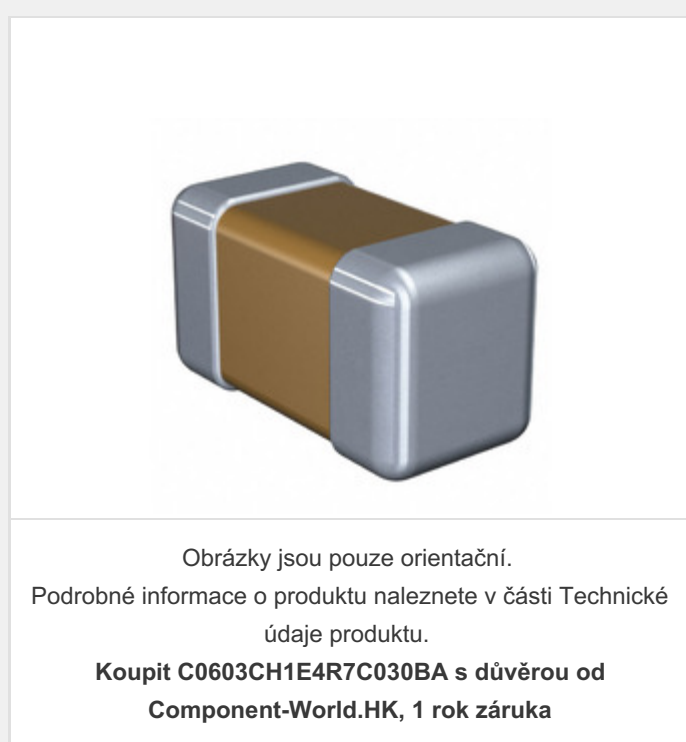 Obrázky jsou pouze orientační.
Podrobné informace o produktu naleznete v části Technické
údaje produktu.
Koupit C0603CH1E4R7C030BA s důvěrou od
Component-World.HK, 1 rok záruka